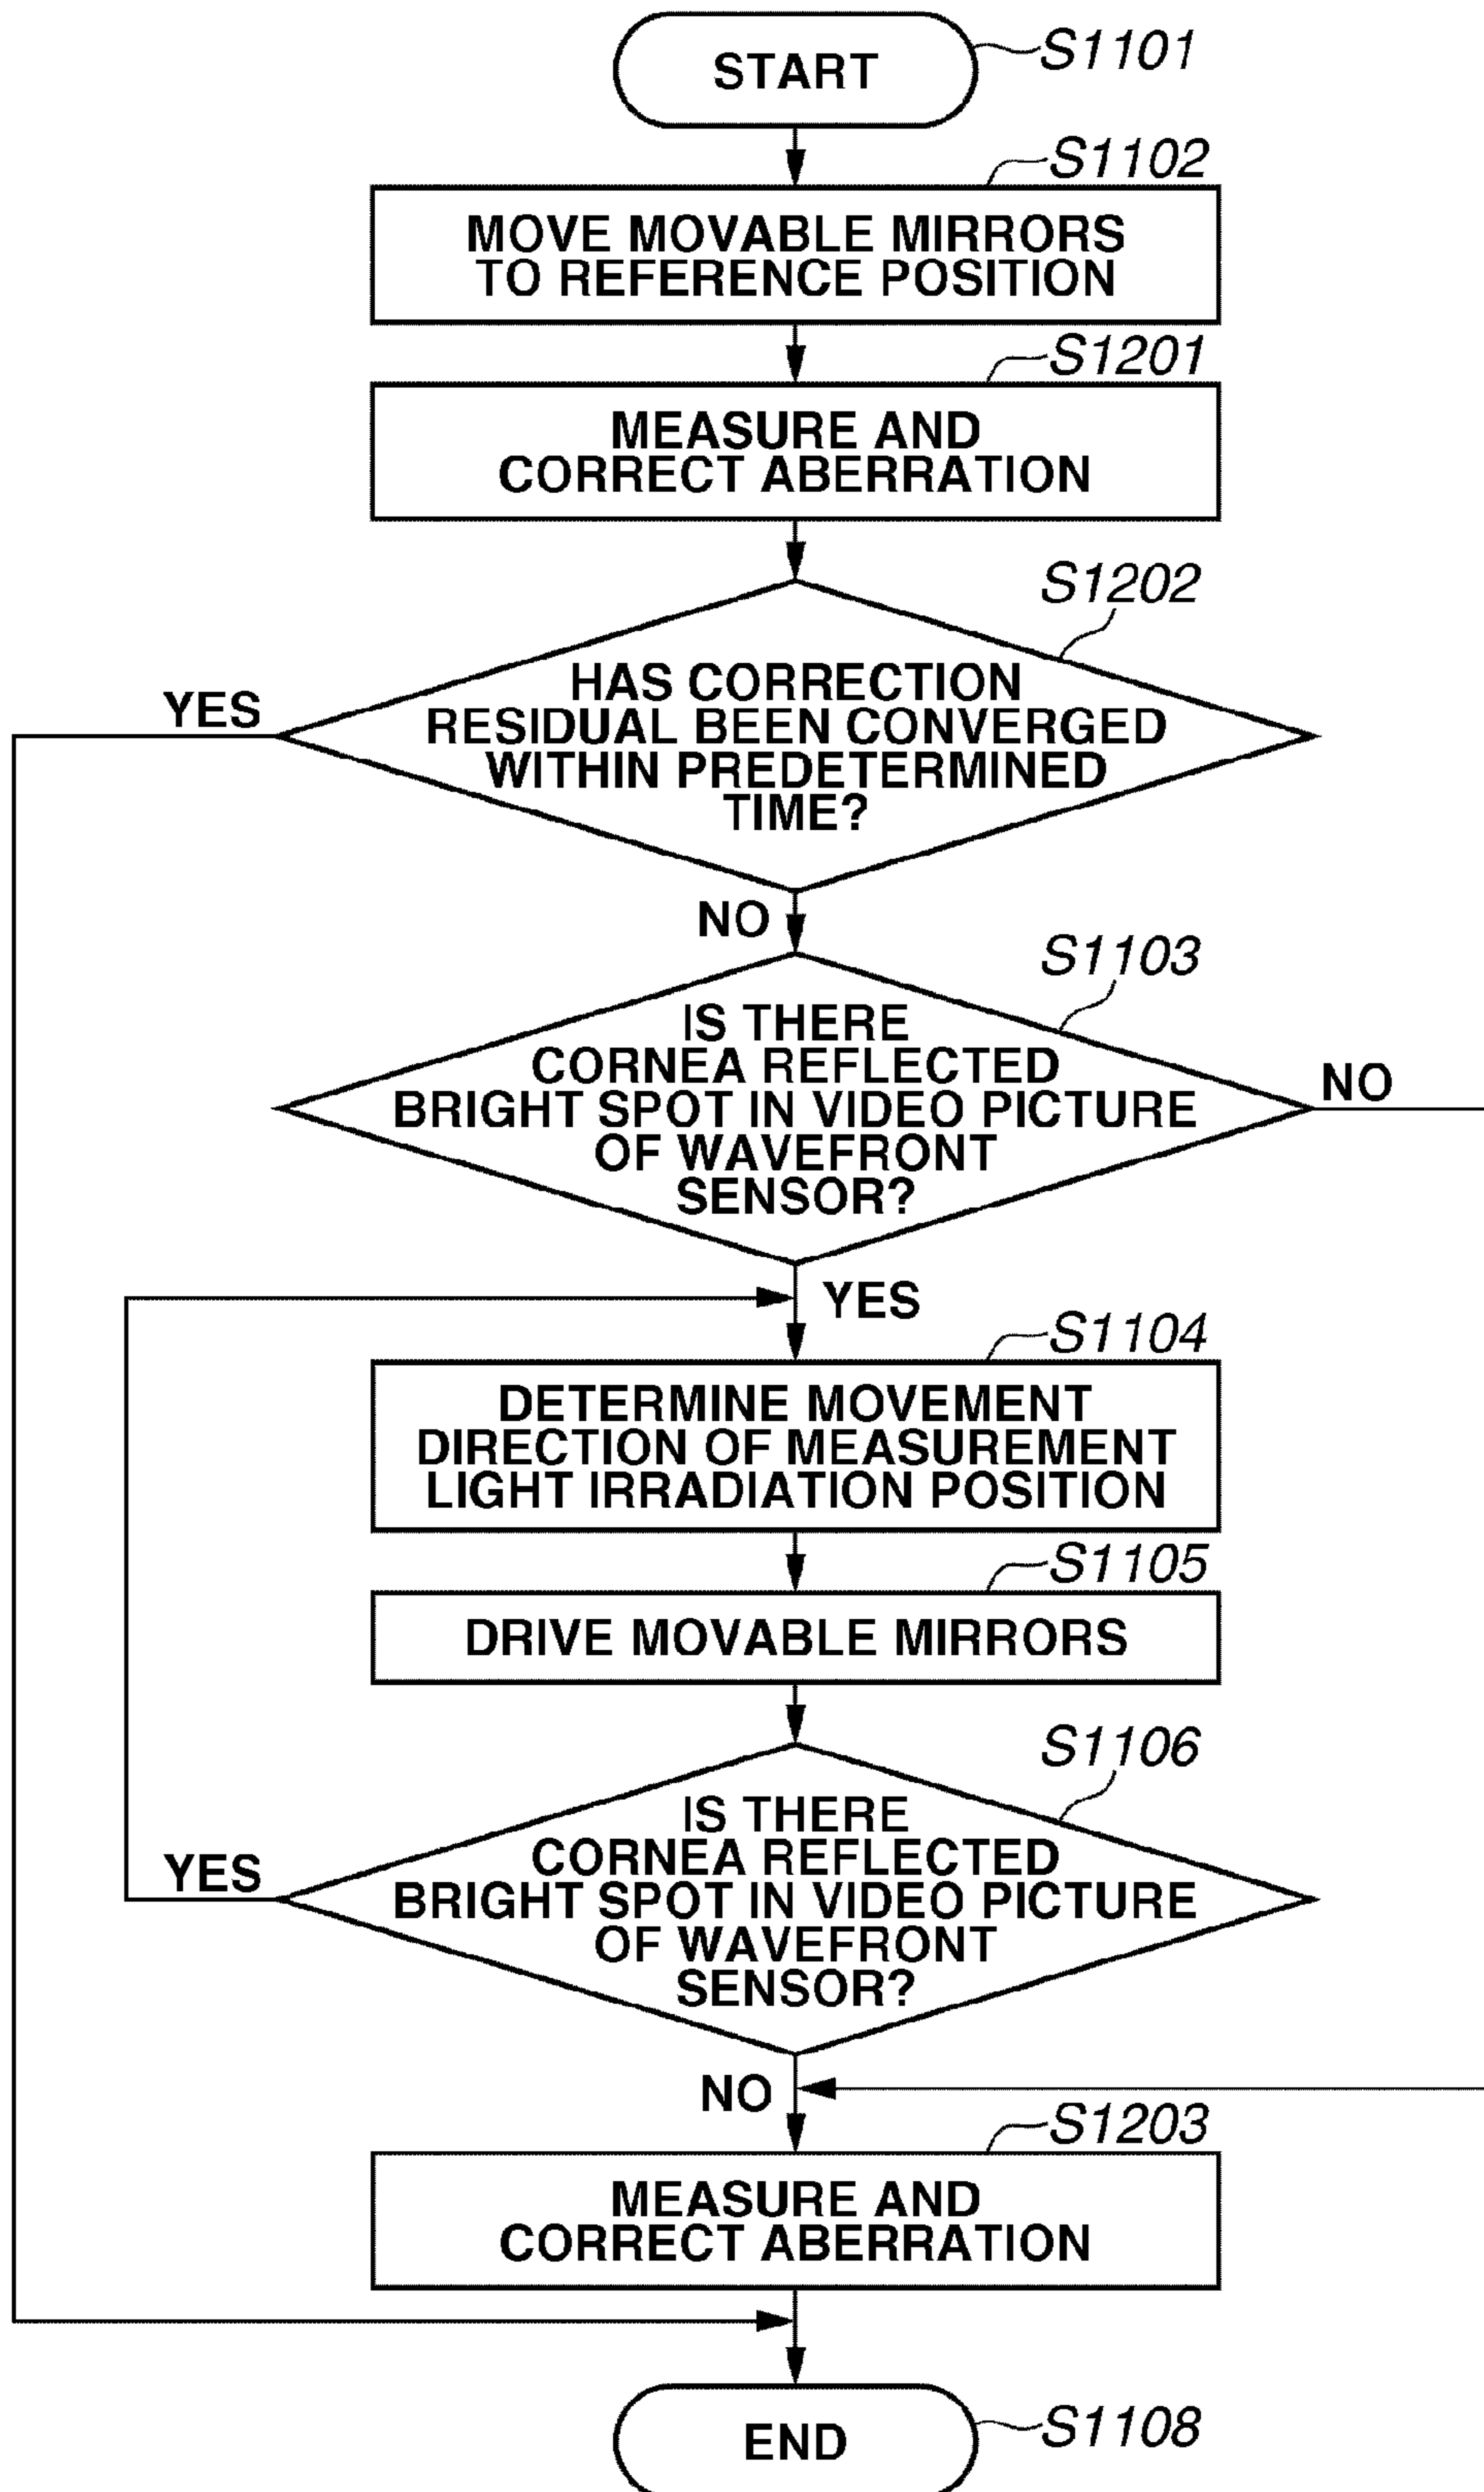 START
S1101
S1102
MOVE MOVABLE MIRRORS
TO REFERENCE POSITION
S1201
MEASURE AND
CORRECT ABERRATION
S1202
HAS CORRECTION
RESIDUAL BEEN CONVERGED
WITHIN PREDETERMINED
TIME?
YES
NO
S1103
IS THERE
CORNEA REFLECTED
BRIGHT SPOT IN VIDEO PICTURE
OF WAVEFRONT
SENSOR?
NO
YES
S1104
DETERMINE MOVEMENT
DIRECTION OF MEASUREMENT
LIGHT IRRADIATION POSITION
S1105
DRIVE MOVABLE MIRRORS
S1106
IS THERE
CORNEA REFLECTED
BRIGHT SPOT IN VIDEO PICTURE
OF WAVEFRONT
SENSOR?
YES
NO
S1203
MEASURE AND
CORRECT ABERRATION
END
S1108